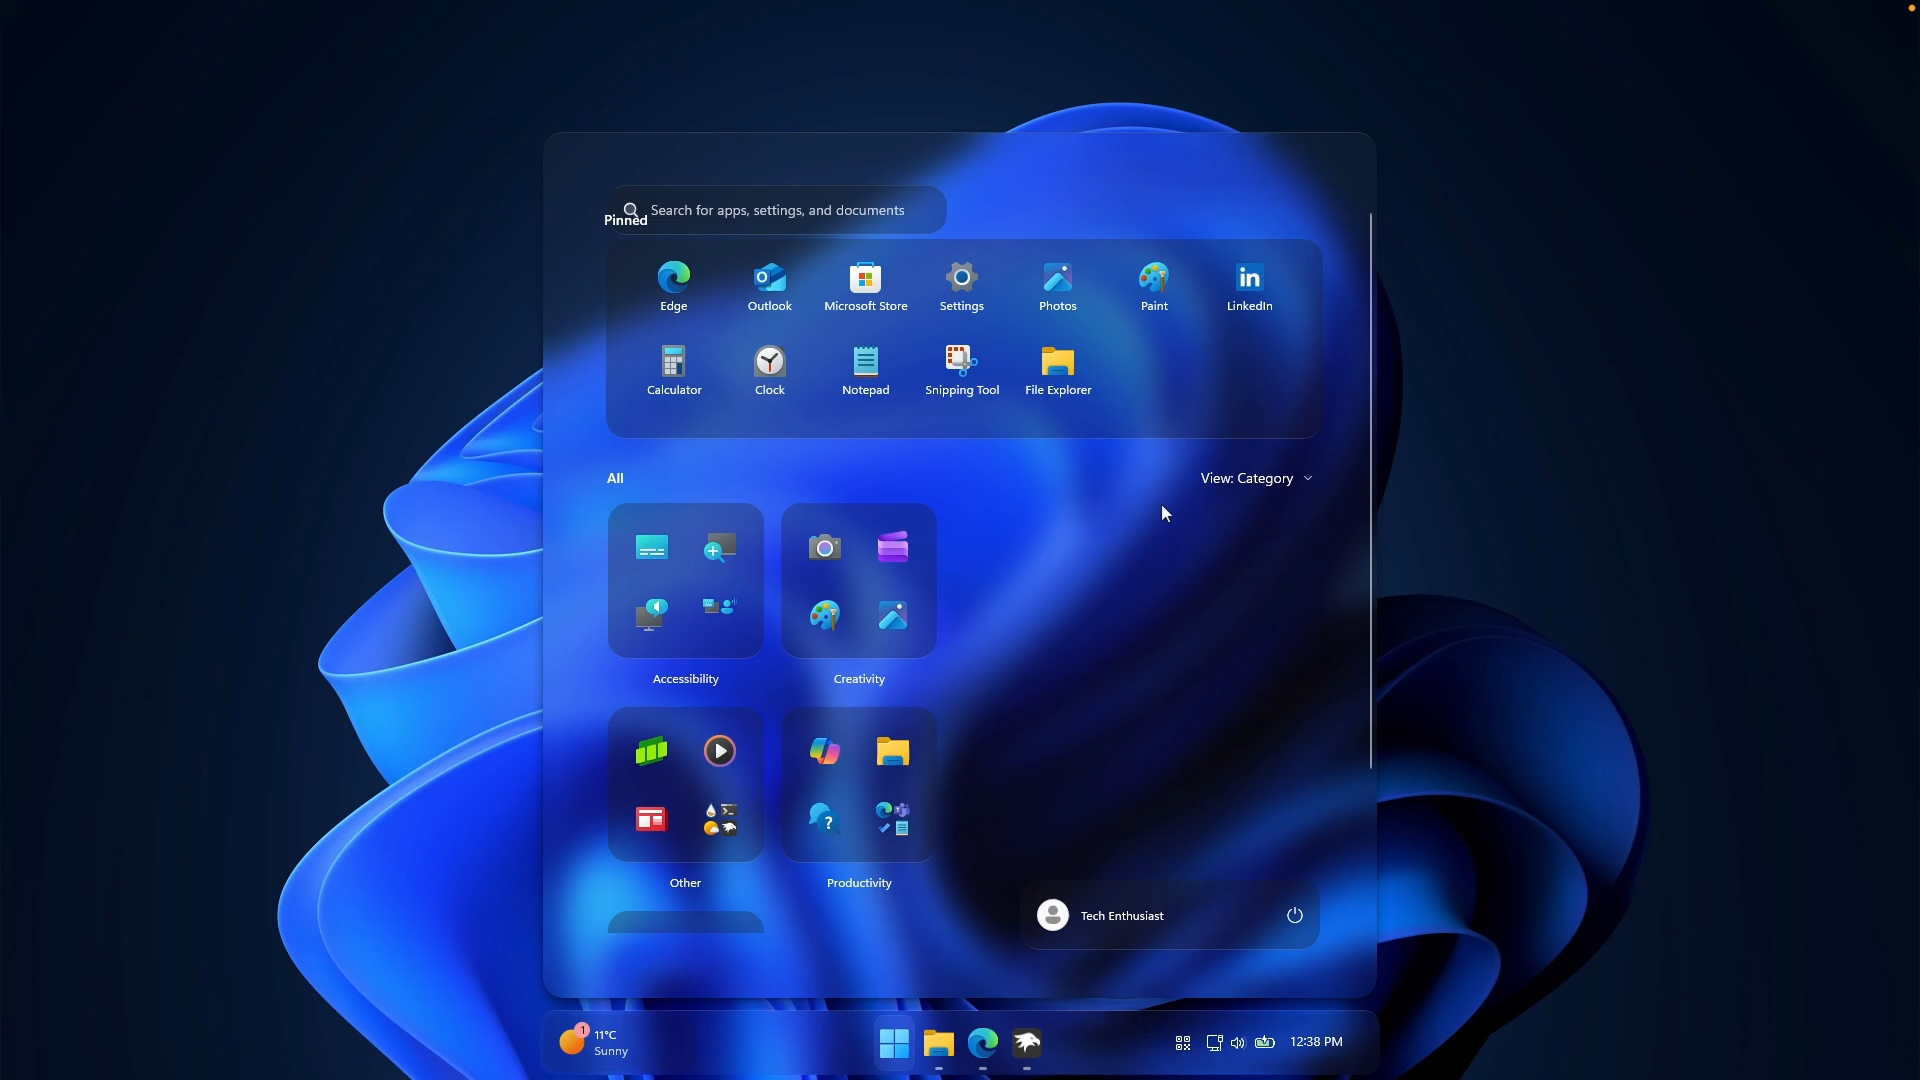 Search for apps, settings, and documents
Pinned
Edge
Outlook
Microsoft Store
Settings
Photos
Paint
LinkedIn
Calculator
Clock
Notepad
Snipping Tool
File Explorer
All
View: Category
Accessibility
Creativity
Other
Productivity
Tech Enthusiast
1
11°C
Sunny
12:38 PM